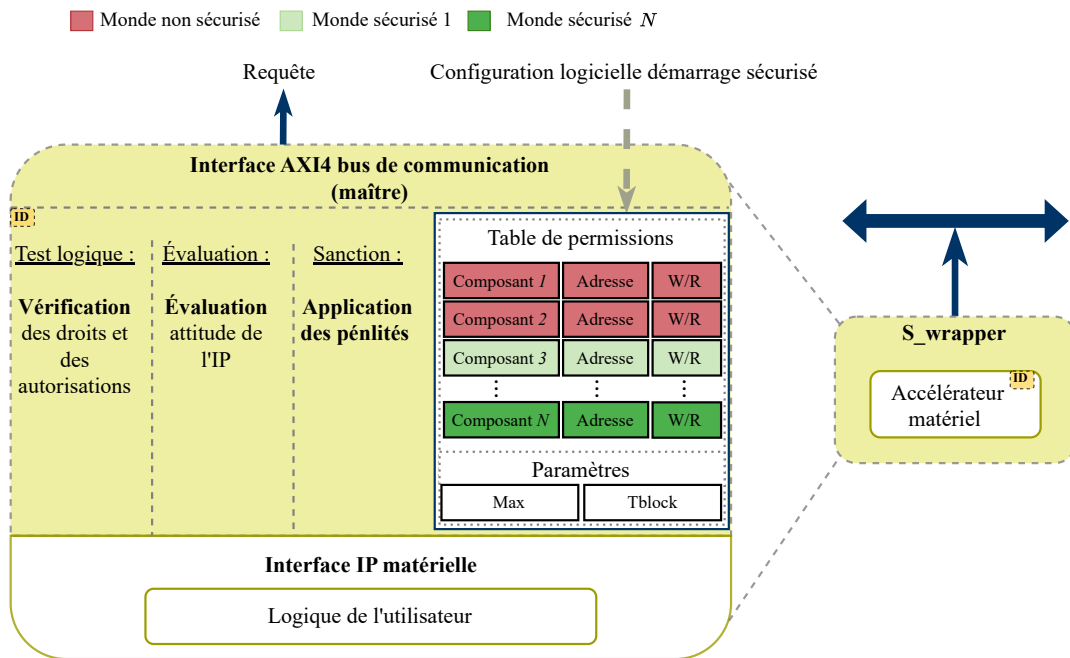 Monde non sécurisé
Monde sécurisé 1
Monde sécurisé N
Requête
Configuration logicielle démarrage sécurisé
Interface AXI4 bus de communication
(maître)
ID
Test logique :
Vérification
des droits et
des
autorisations
Évaluation :
Évaluation
attitude de
l'IP
Sanction :
Application
des pénlités
Table de permissions
Composant 1 Adresse W/R
Composant 2 Adresse W/R
Composant 3 Adresse W/R
⋮ ⋮ ⋮
Composant N Adresse W/R
Paramètres
Max Tblock
Interface IP matérielle
Logique de l'utilisateur
S_wrapper
ID
Accélérateur
matériel